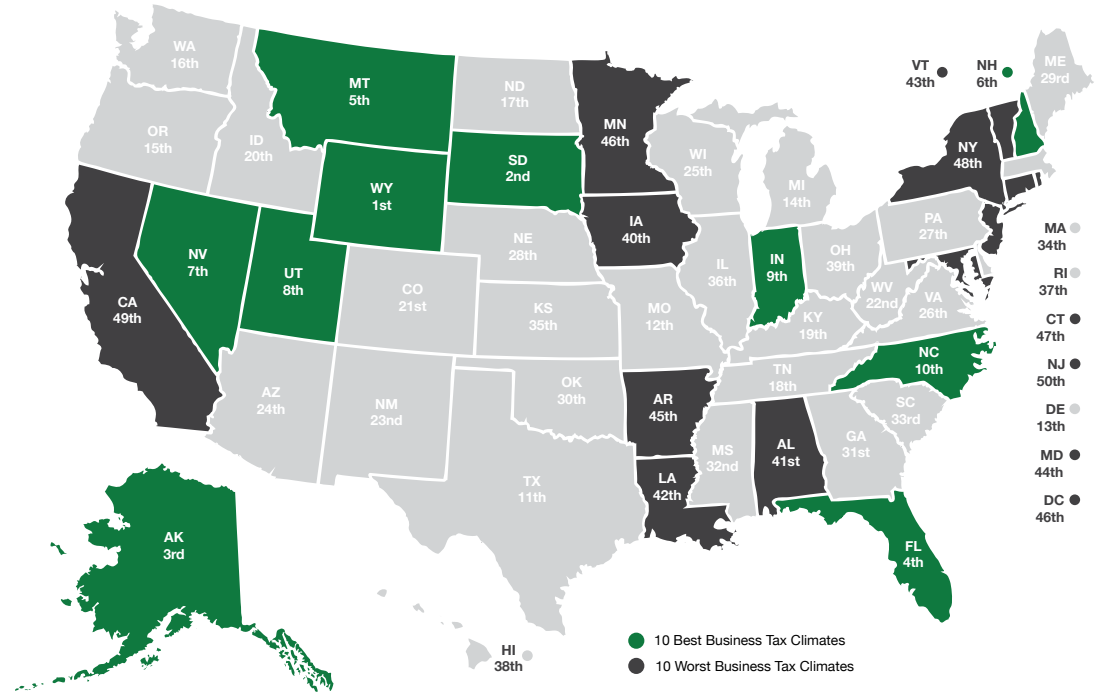 WA
16th
MT
5th
ND
17th
MN
46th
VT
43th
NH
6th
ME
29rd
OR
15th
ID
20th
SD
2nd
WI
25th
NY
48th
WY
1st
MI
14th
NV
7th
UT
8th
NE
28th
IA
40th
PA
27th
MA
34th
CA
49th
CO
21st
IL
36th
IN
9th
OH
39th
WV
22nd
VA
26th
RI
37th
KS
35th
MO
12th
KY
19th
CT
47th
AZ
24th
NM
23nd
OK
30th
TN
18th
NC
10th
NJ
50th
AR
45th
SC
33rd
DE
13th
MS
32nd
AL
41st
GA
31st
MD
44th
TX
11th
LA
42th
DC
46th
AK
3rd
FL
4th
HI
38th
10 Best Business Tax Climates
10 Worst Business Tax Climates